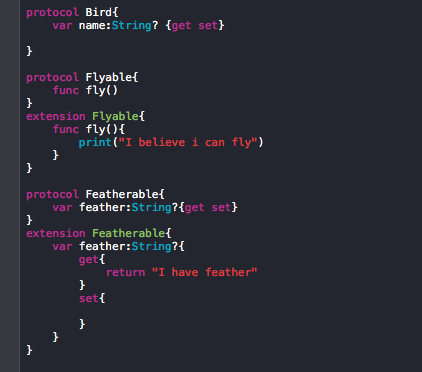 protocol Bird{
    var name:String? {get set}
}
protocol Flyable{
    func fly()
}
extension Flyable{
    func fly(){
        print("I believe i can fly")
    }
}
protocol Featherable{
    var feather:String?{get set}
}
extension Featherable{
    var feather:String?{
        get{
            return "I have feather"
        }
        set{
        }
    }
}